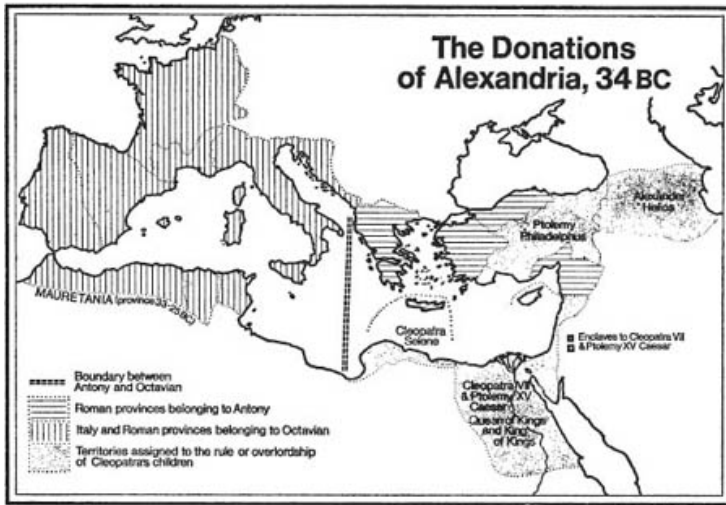 The Donations
of Alexandria, 34 BC
Alexander
Helios
Ptolemy
Philadelphus
MAURETANIA (province 33-25 BC)
Cleopatra
Selene
Enclaves to Cleopatra VII
& Ptolemy XV Caesar
Cleopatra VII
& Ptolemy XV
Caesar
Queen of Kings
and King
of Kings
Boundary between
Antony and Octavian
Roman provinces belonging to Antony
Italy and Roman provinces belonging to Octavian
Territories assigned to the rule or overlordship
of Cleopatra's children